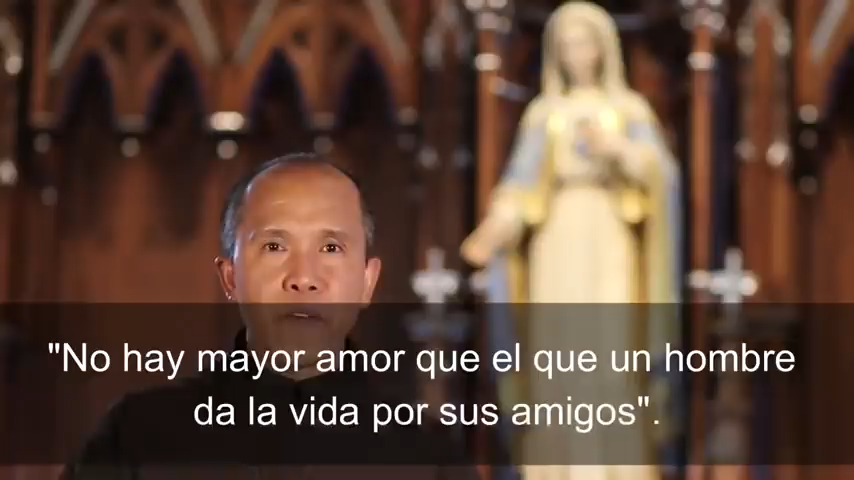 "No hay mayor amor que el que un hombre
da la vida por sus amigos".